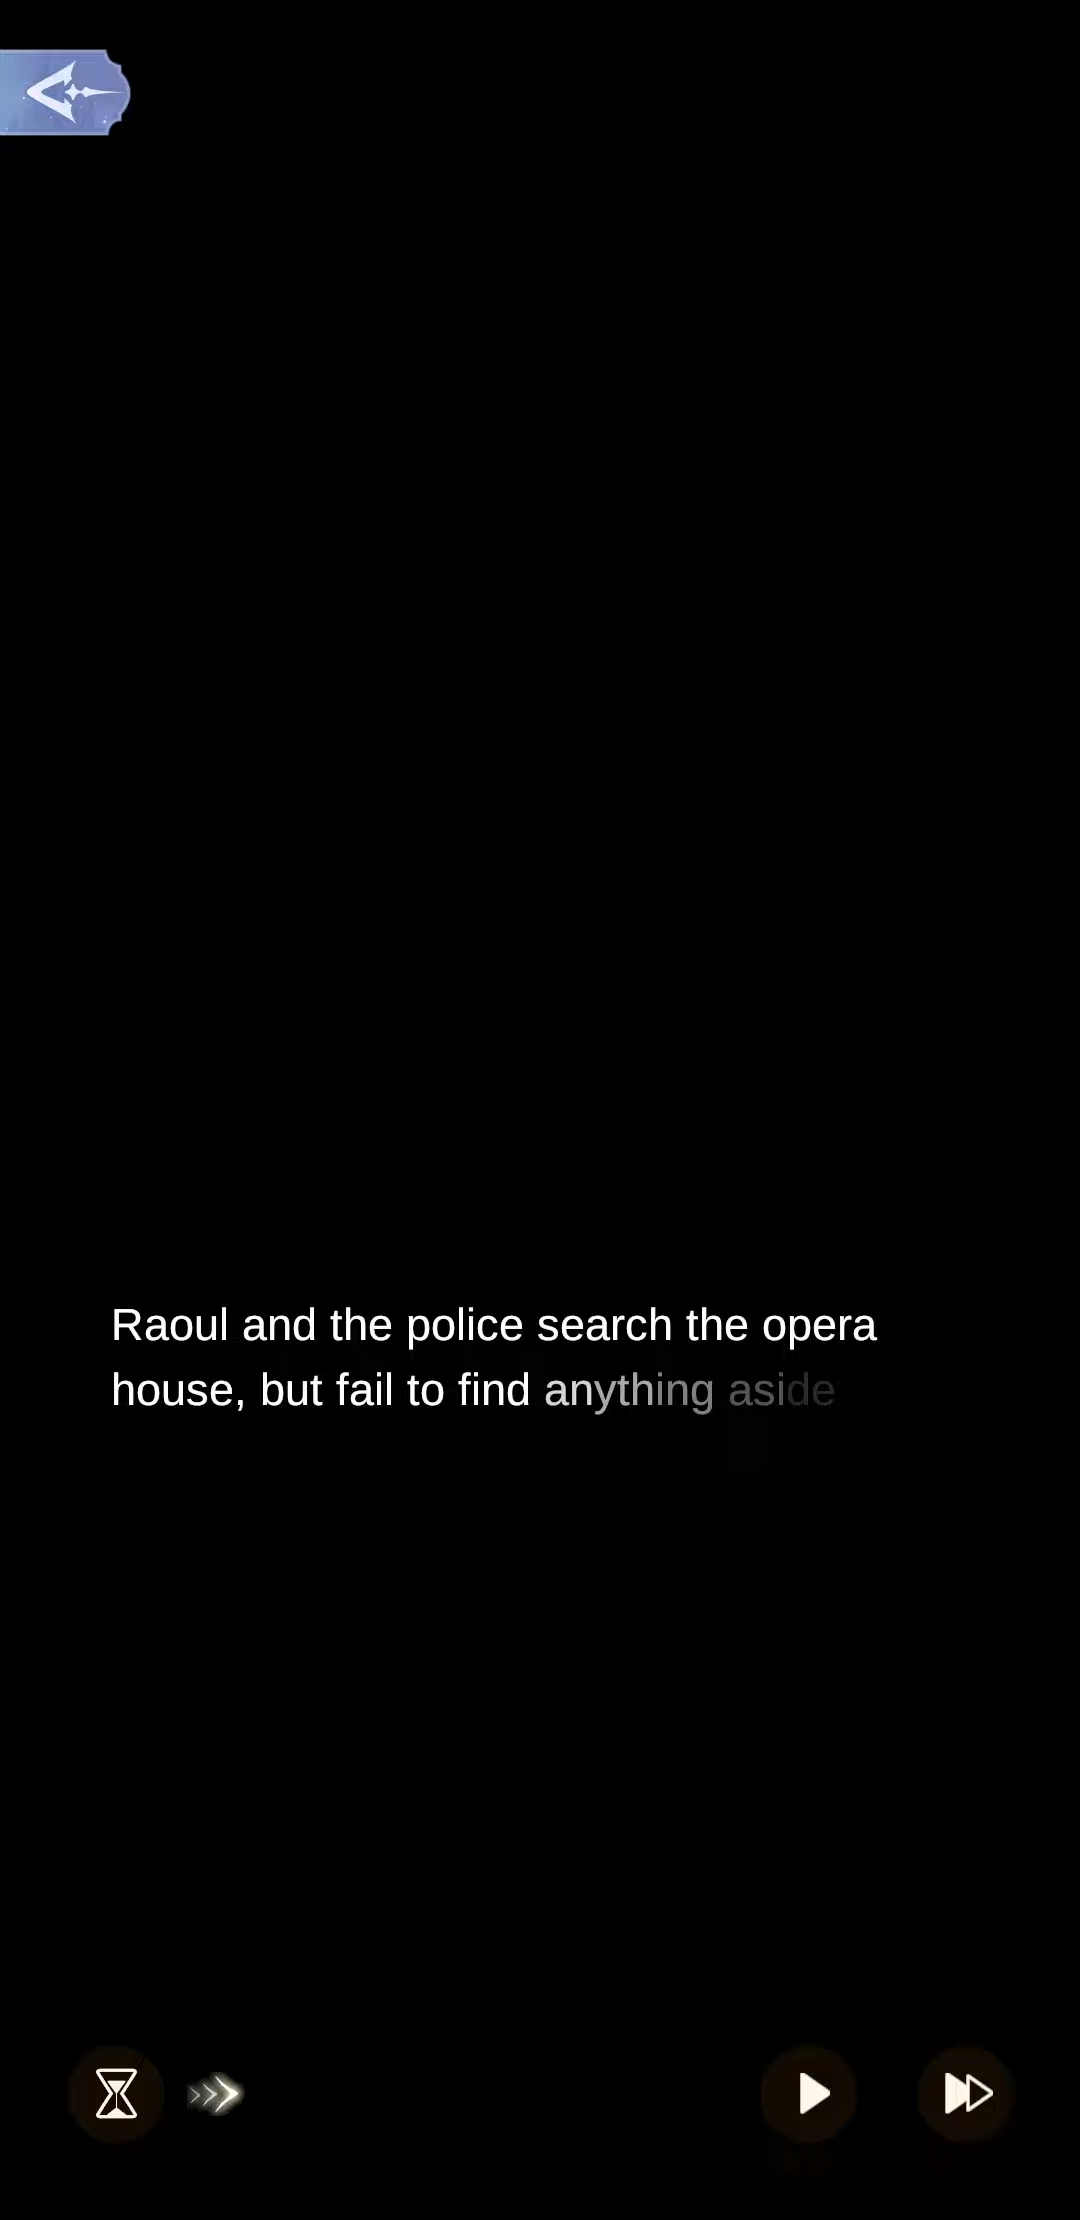 Raoul and the police search the opera
house, but fail to find anything aside